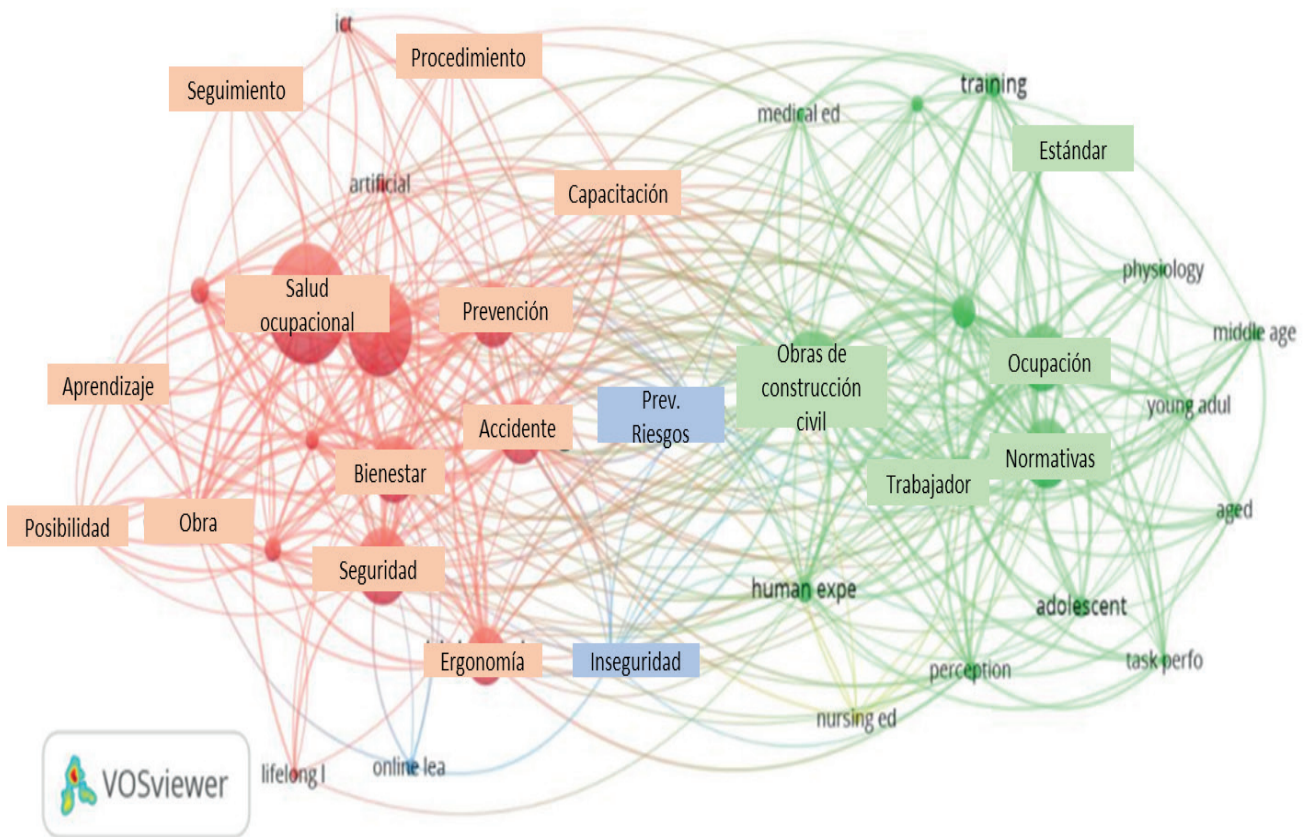 ict
Procedimiento
Seguimiento
training
medical ed
Estándar
artificial
Capacitación
physiology
Salud
ocupacional
Prevención
middle age
Obras de
construcción
civil
Ocupación
Aprendizaje
Prev.
Riesgos
young adul
Accidente
Bienestar
Normativas
Trabajador
Posibilidad
Obra
aged
Seguridad
human expe
adolescent
Ergonomía
Inseguridad
perception
task perfo
nursing ed
lifelong l
online lea
VOSviewer